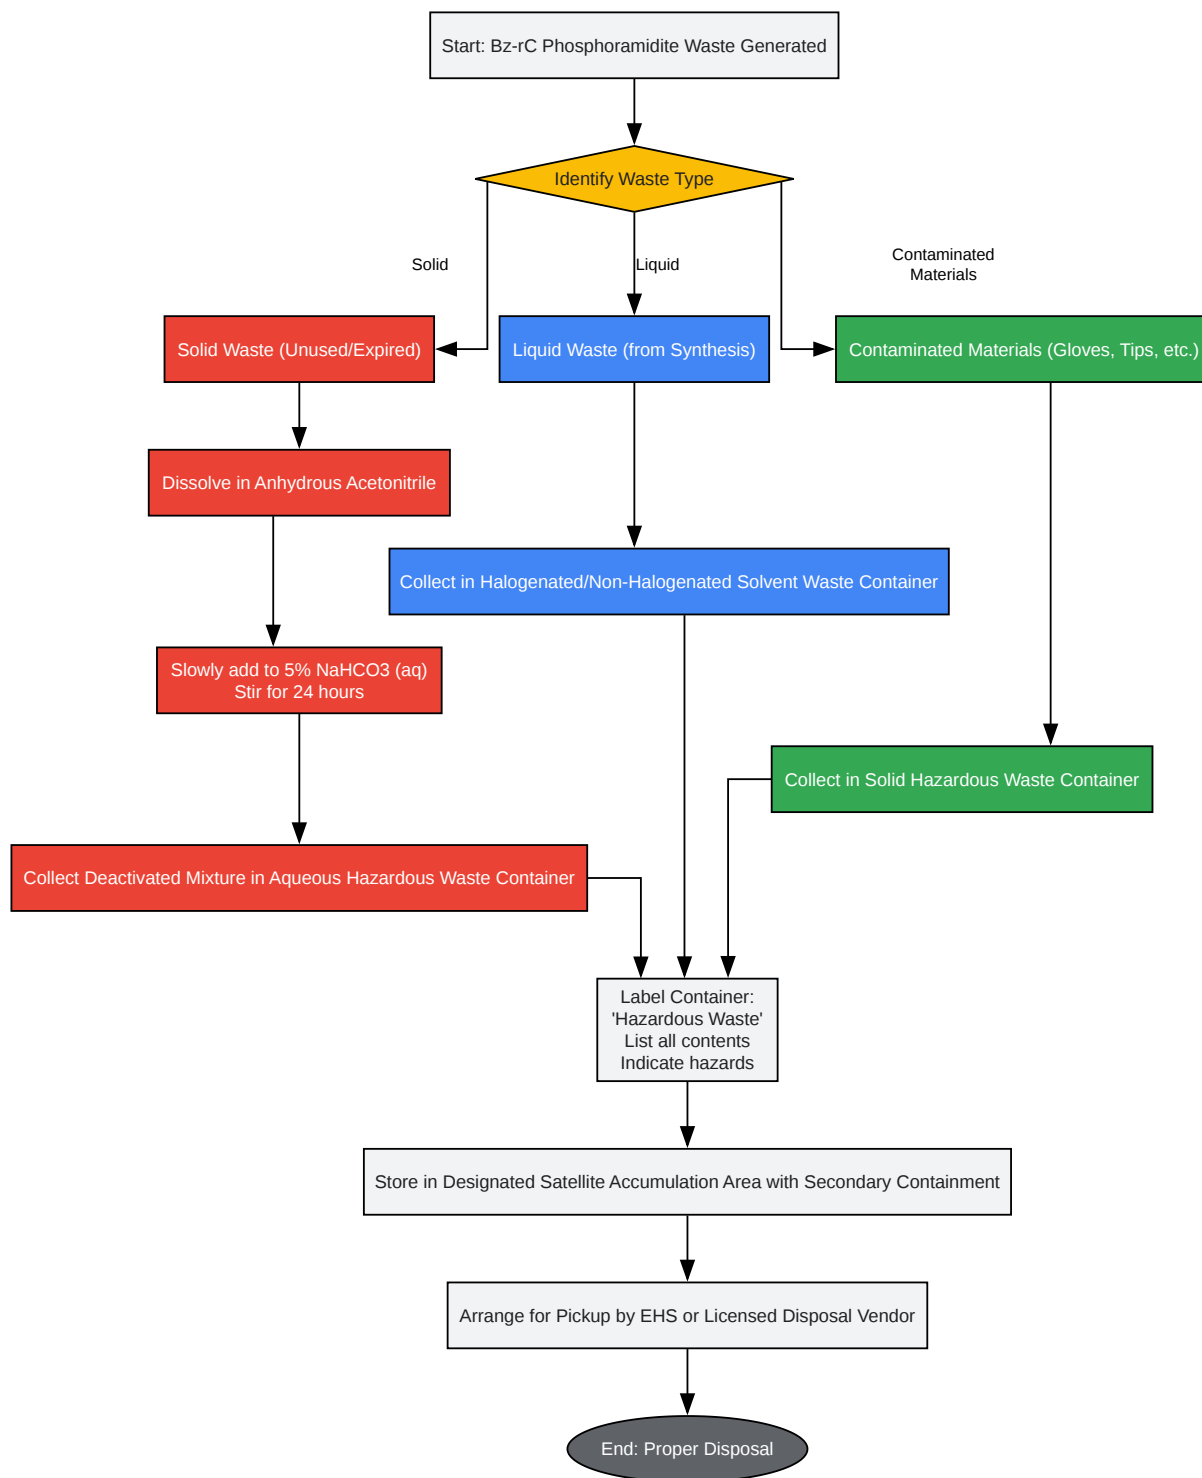 Start: Bz-rC Phosphoramidite Waste Generated
Identify Waste Type
Solid
Liquid
Contaminated
Materials
Solid Waste (Unused/Expired)
Liquid Waste (from Synthesis)
Contaminated Materials (Gloves, Tips, etc.)
Dissolve in Anhydrous Acetonitrile
Collect in Halogenated/Non-Halogenated Solvent Waste Container
Slowly add to 5% NaHCO3 (aq)
Stir for 24 hours
Collect in Solid Hazardous Waste Container
Collect Deactivated Mixture in Aqueous Hazardous Waste Container
Label Container:
'Hazardous Waste'
List all contents
Indicate hazards
Store in Designated Satellite Accumulation Area with Secondary Containment
Arrange for Pickup by EHS or Licensed Disposal Vendor
End: Proper Disposal